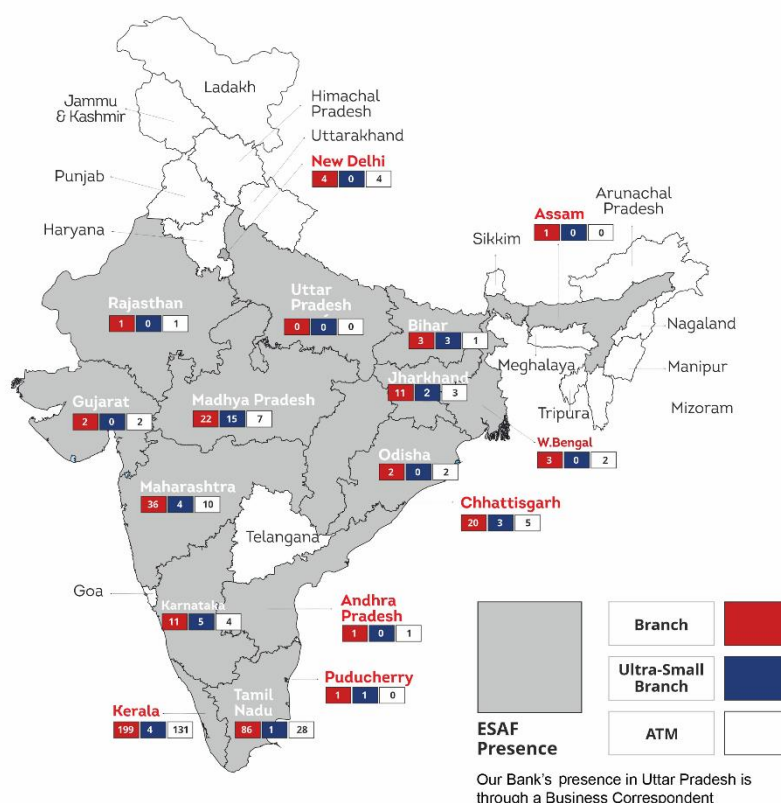 Ladakh
Jammu
& Kashmir
Himachal
Pradesh
Uttarakhand
New Delhi
4 0 4
Punjab
Haryana
Arunachal
Pradesh
Assam
1 0 0
Sikkim
Rajasthan
1 0 1
Uttar
Pradesh
0 0 0
Bihar
3 3 1
Nagaland
Meghalaya
Manipur
Jharkhand
11 2 3
Tripura
Mizoram
Gujarat
2 0 2
Madhya Pradesh
22 15 7
W.Bengal
3 0 2
Odisha
2 0 2
Maharashtra
36 4 10
Chhattisgarh
20 3 5
Telangana
Goa
Karnataka
11 5 4
Andhra
Pradesh
1 0 1
Puducherry
1 1 0
Kerala
199 4 131
Tamil
Nadu
86 1 28
ESAF
Presence
Branch
Ultra-Small
Branch
ATM
Our Bank's presence in Uttar Pradesh is
through a Business Correspondent